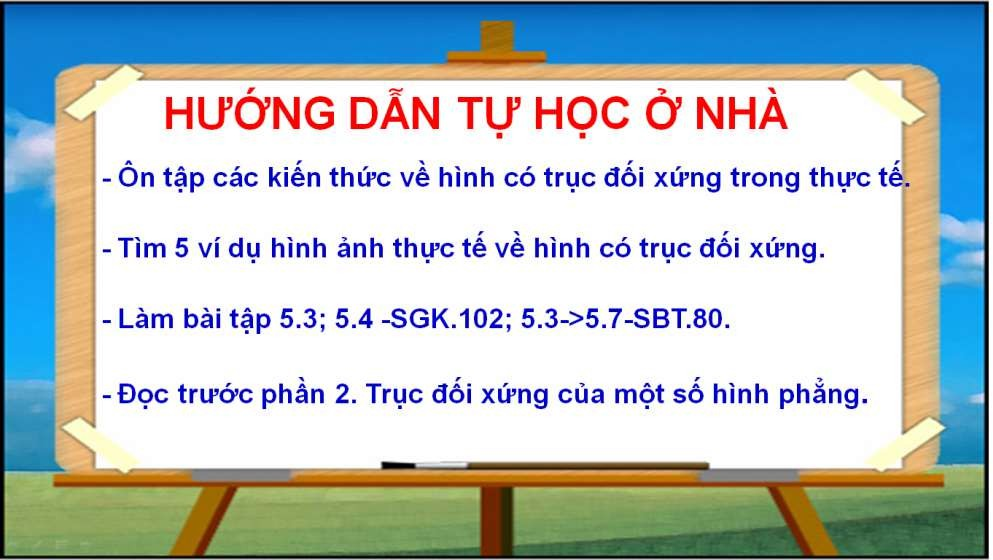 HƯỚNG DẪN TỰ HỌC Ở NHÀ
- Ôn tập các kiến thức về hình có trục đối xứng trong thực tế.
- Tìm 5 ví dụ hình ảnh thực tế về hình có trục đối xứng.
- Làm bài tập 5.3; 5.4 -SGK.102; 5.3->5.7-SBT.80.
- Đọc trước phần 2. Trục đối xứng của một số hình phẳng.